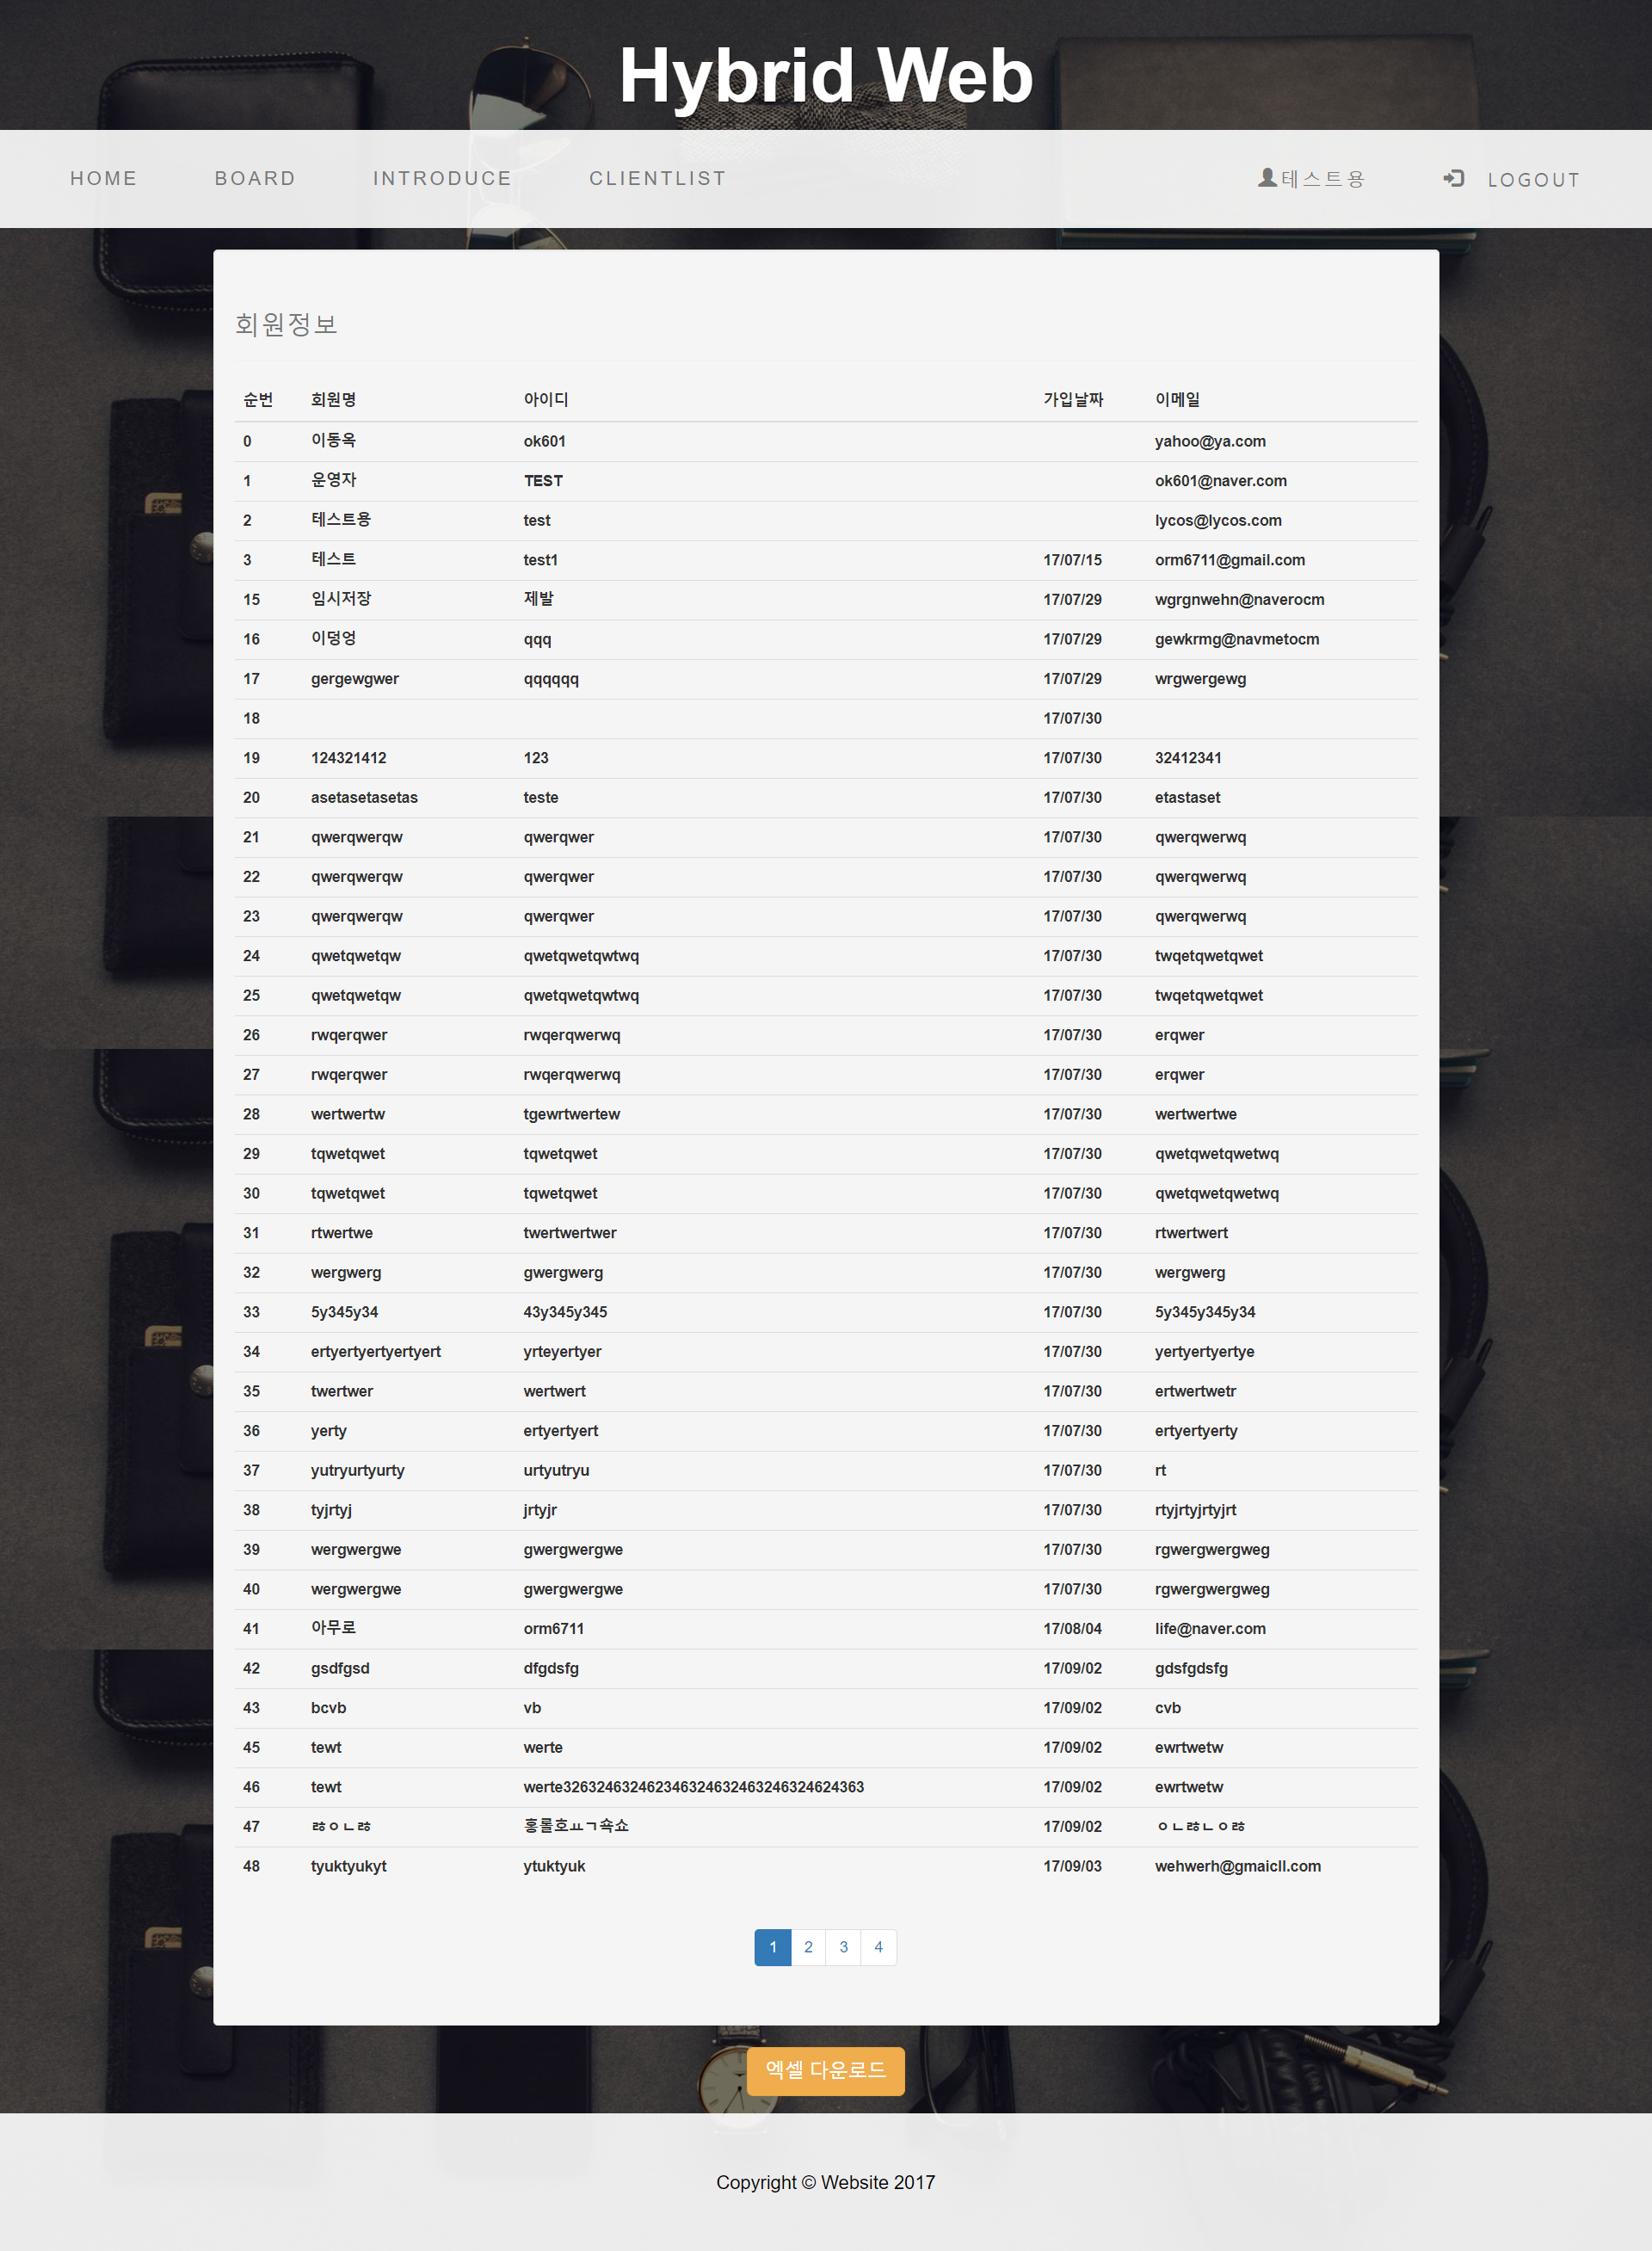 Hybrid Web
HOME BOARD INTRODUCE CLIENTLIST 테스트용 LOGOUT
회원정보
순번 회원명 아이디 가입날짜 이메일
0 이동옥 ok601 yahoo@ya.com
1 운영자 TEST ok601@naver.com
2 테스트용 test lycos@lycos.com
3 테스트 test1 17/07/15 orm6711@gmail.com
15 임시저장 제발 17/07/29 wgrgnwehn@naverocm
16 이덩엉 qqq 17/07/29 gewkrmg@navmetocm
17 gergewgwer qqqqqq 17/07/29 wrgwergewg
18 17/07/30
19 124321412 123 17/07/30 32412341
20 asetasetasetas teste 17/07/30 etastaset
21 qwerqwerqw qwerqwer 17/07/30 qwerqwerwq
22 qwerqwerqw qwerqwer 17/07/30 qwerqwerwq
23 qwerqwerqw qwerqwer 17/07/30 qwerqwerwq
24 qwetqwetqw qwetqwetqwtwq 17/07/30 twqetqwetqwet
25 qwetqwetqw qwetqwetqwtwq 17/07/30 twqetqwetqwet
26 rwqerqwer rwqerqwerwq 17/07/30 erqwer
27 rwqerqwer rwqerqwerwq 17/07/30 erqwer
28 wertwertw tgewrtwertew 17/07/30 wertwertwe
29 tqwetqwet tqwetqwet 17/07/30 qwetqwetqwetwq
30 tqwetqwet tqwetqwet 17/07/30 qwetqwetqwetwq
31 rtwertwe twertwertwer 17/07/30 rtwertwert
32 wergwerg gwergwerg 17/07/30 wergwerg
33 5y345y34 43y345y345 17/07/30 5y345y345y34
34 ertyertyertyertyert yrteyertyer 17/07/30 yertyertyertye
35 twertwer wertwert 17/07/30 ertwertwetr
36 yerty ertyertyert 17/07/30 ertyertyerty
37 yutryurtyurty urtyutryu 17/07/30 rt
38 tyjrtyj jrtyjr 17/07/30 rtyjrtyjrtyjrt
39 wergwergwe gwergwergwe 17/07/30 rgwergwergweg
40 wergwergwe gwergwergwe 17/07/30 rgwergwergweg
41 아무로 orm6711 17/08/04 life@naver.com
42 gsdfgsd dfgdsfg 17/09/02 gdsfgdsfg
43 bcvb vb 17/09/02 cvb
45 tewt werte 17/09/02 ewrtwetw
46 tewt werte326324632462346324632463246324624363 17/09/02 ewrtwetw
47 ㅀㅇㄴㅀ 홍롤호ㅛㄱ쇽쇼 17/09/02 ㅇㄴㅀㄴㅇㅀ
48 tyuktyukyt ytuktyuk 17/09/03 wehwerh@gmaicll.com
1 2 3 4
엑셀 다운로드
Copyright © Website 2017